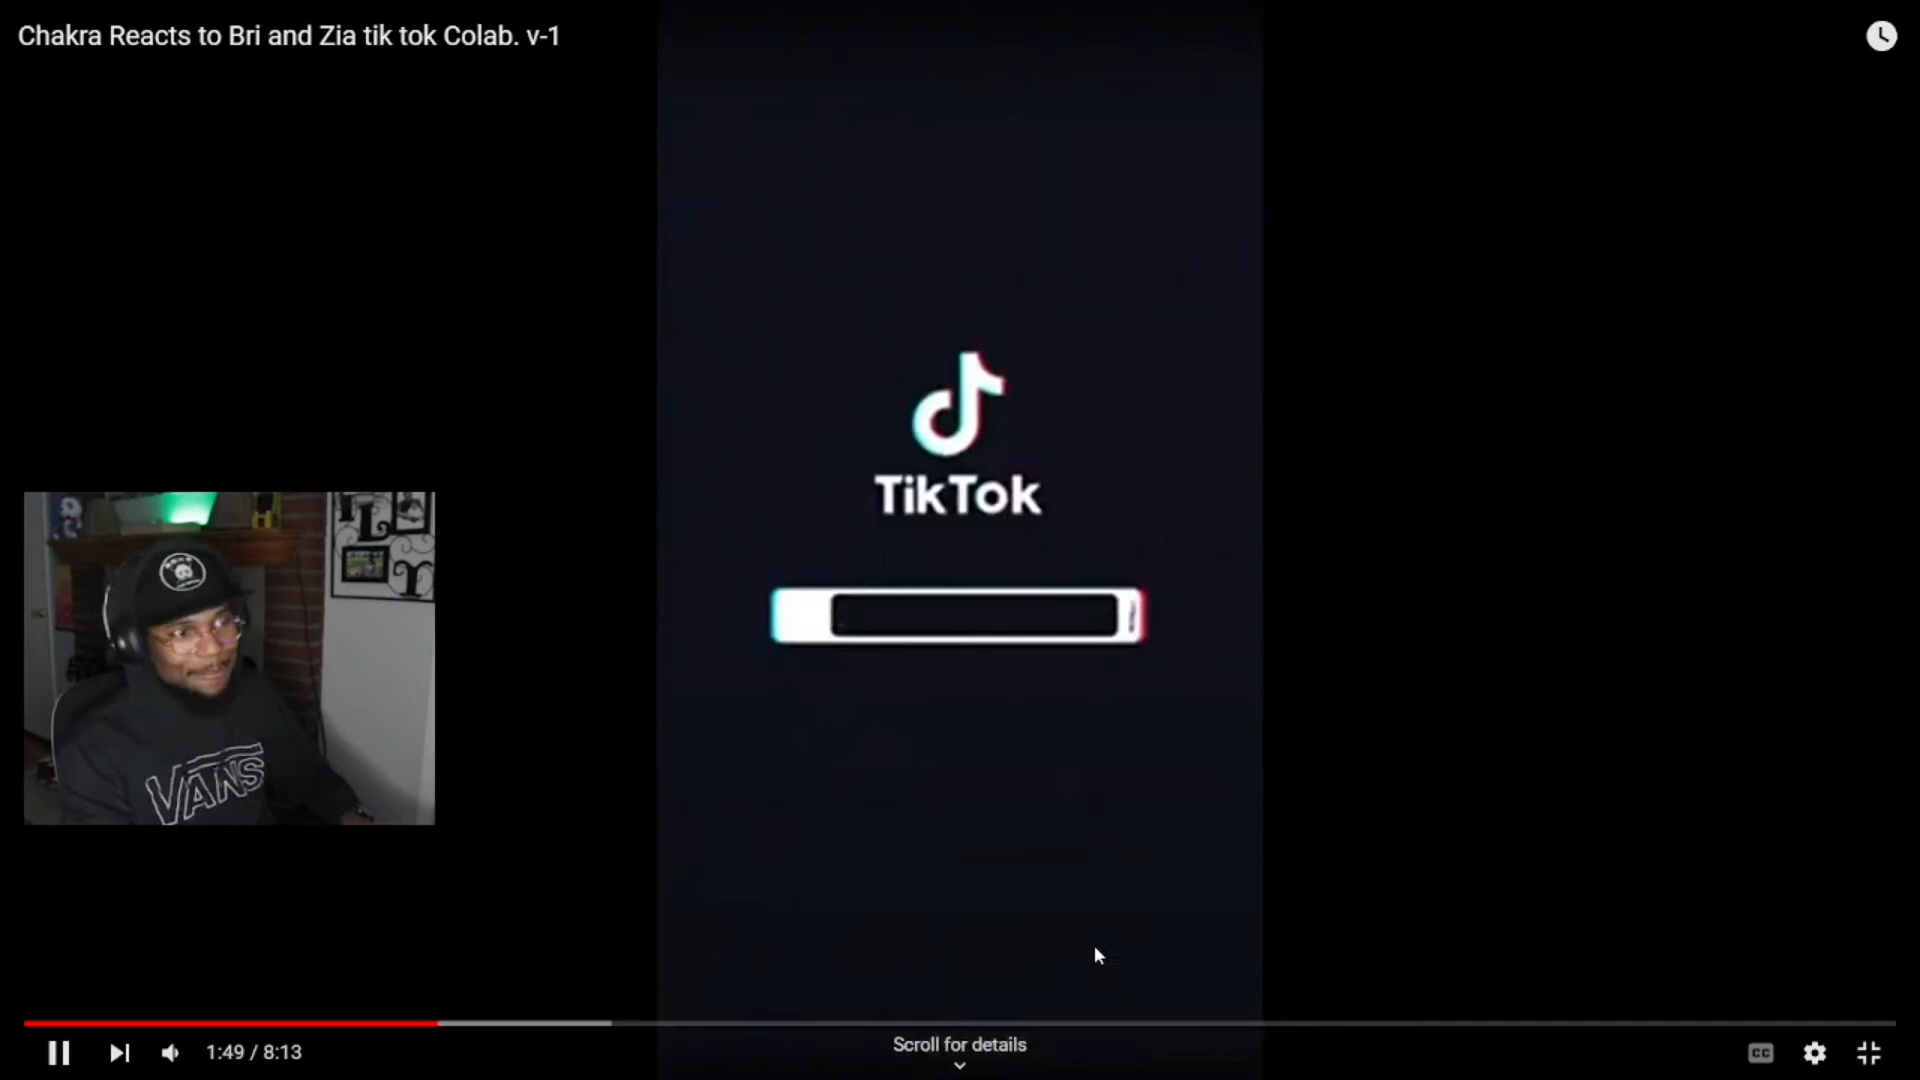 Chakra Reacts to Bri and Zia tik tok Colab. v-1
TikTok
VANS
1:49 / 8:13
Scroll for details
CC